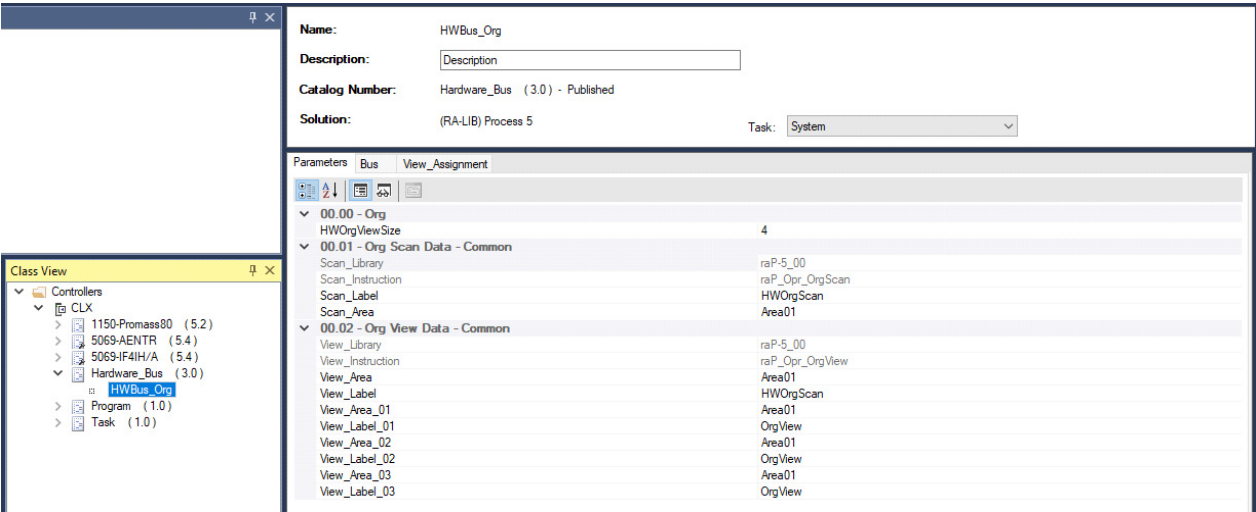 Name: HWBus_Org
Description: Description
Catalog Number: Hardware_Bus (3.0) - Published
Solution: (RA-LIB) Process 5
Task: System
Parameters Bus View_Assignment
00.00 - Org
HWOrgViewSize 4
00.01 - Org Scan Data - Common
Scan_Library raP-5_00
Scan_Instruction raP_Opr_OrgScan
Scan_Label HWOrgScan
Scan_Area Area01
00.02 - Org View Data - Common
View_Library raP-5_00
View_Instruction raP_Opr_OrgView
View_Area Area01
View_Label HWOrgScan
View_Area_01 Area01
View_Label_01 OrgView
View_Area_02 Area01
View_Label_02 OrgView
View_Area_03 Area01
View_Label_03 OrgView
Class View
Controllers
CLX
1150-Promass80 (5.2)
5069-AENTR (5.4)
5069-IF4IH/A (5.4)
Hardware_Bus (3.0)
HWBus_Org
Program (1.0)
Task (1.0)